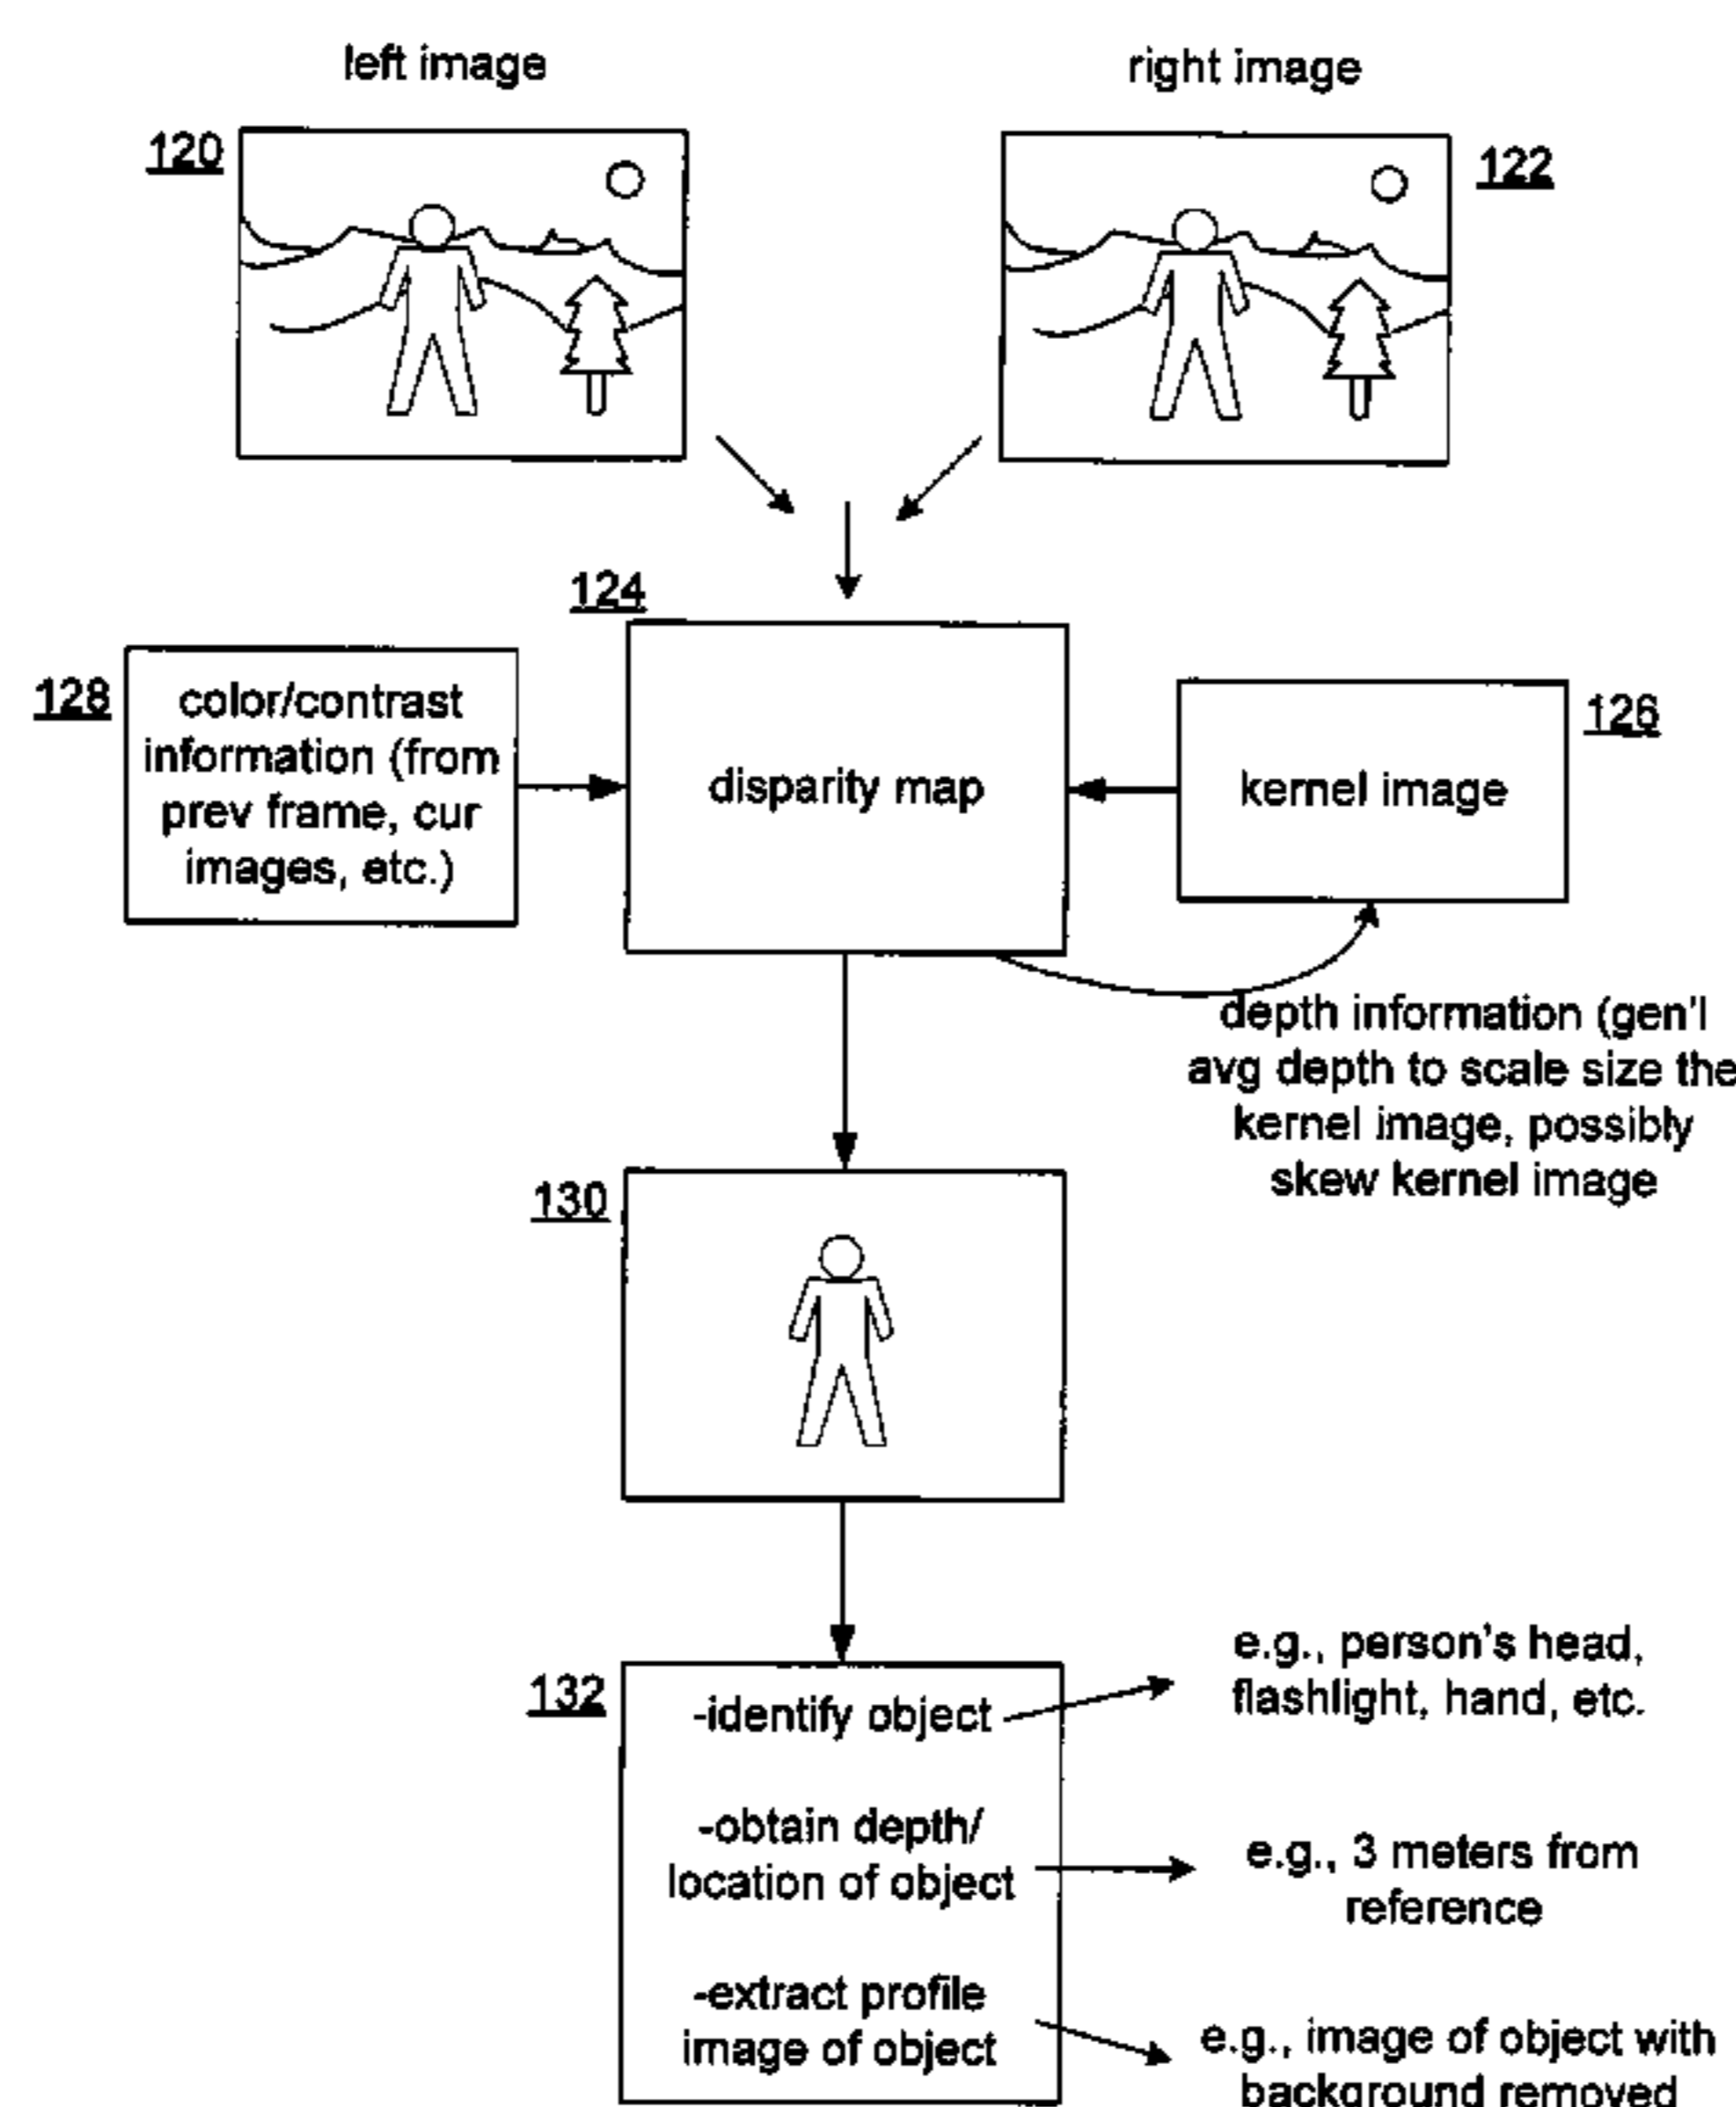 left image
right image
120
122
124
128
color/contrast
information (from
prev frame, cur
images, etc.)
disparity map
kernel image
126
depth information (gen'l
avg depth to scale size the
kernel image, possibly
skew kernel image
130
132
-identify object
e.g., person's head,
flashlight, hand, etc.
-obtain depth/
location of object
e.g., 3 meters from
reference
-extract profile
image of object
e.g., image of object with
background removed